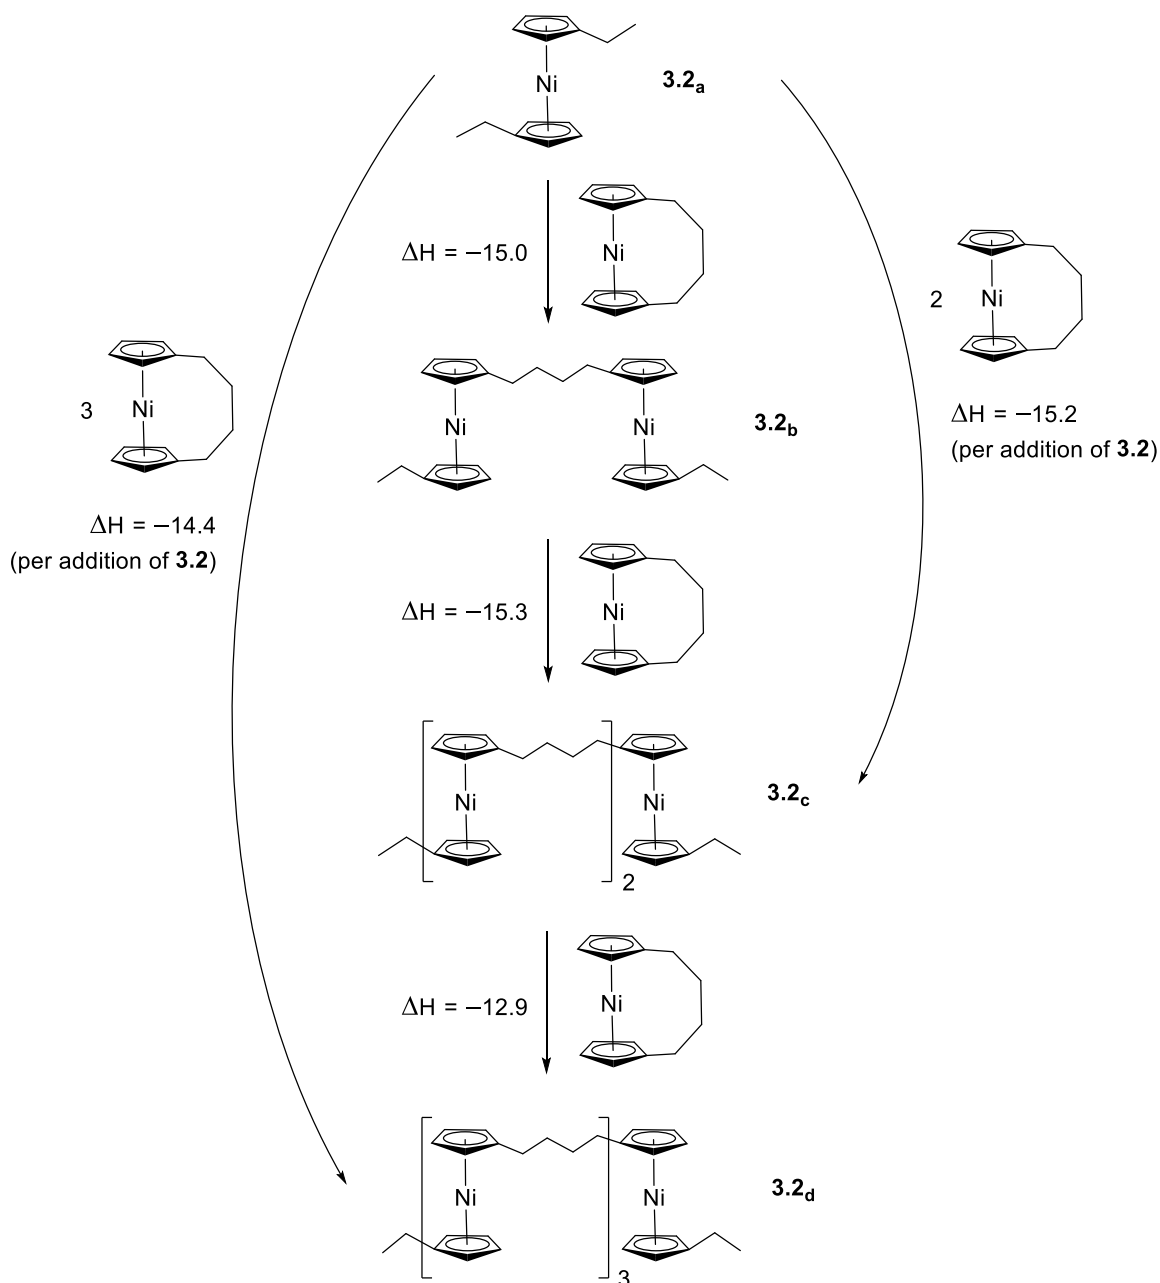 Ni
3.2a
ΔH = −15.0
Ni
2
Ni
ΔH = −15.2
(per addition of 3.2)
3
Ni
ΔH = −14.4
(per addition of 3.2)
Ni
Ni
3.2b
ΔH = −15.3
Ni
Ni
Ni
3.2c
2
ΔH = −12.9
Ni
Ni
Ni
3.2d
3